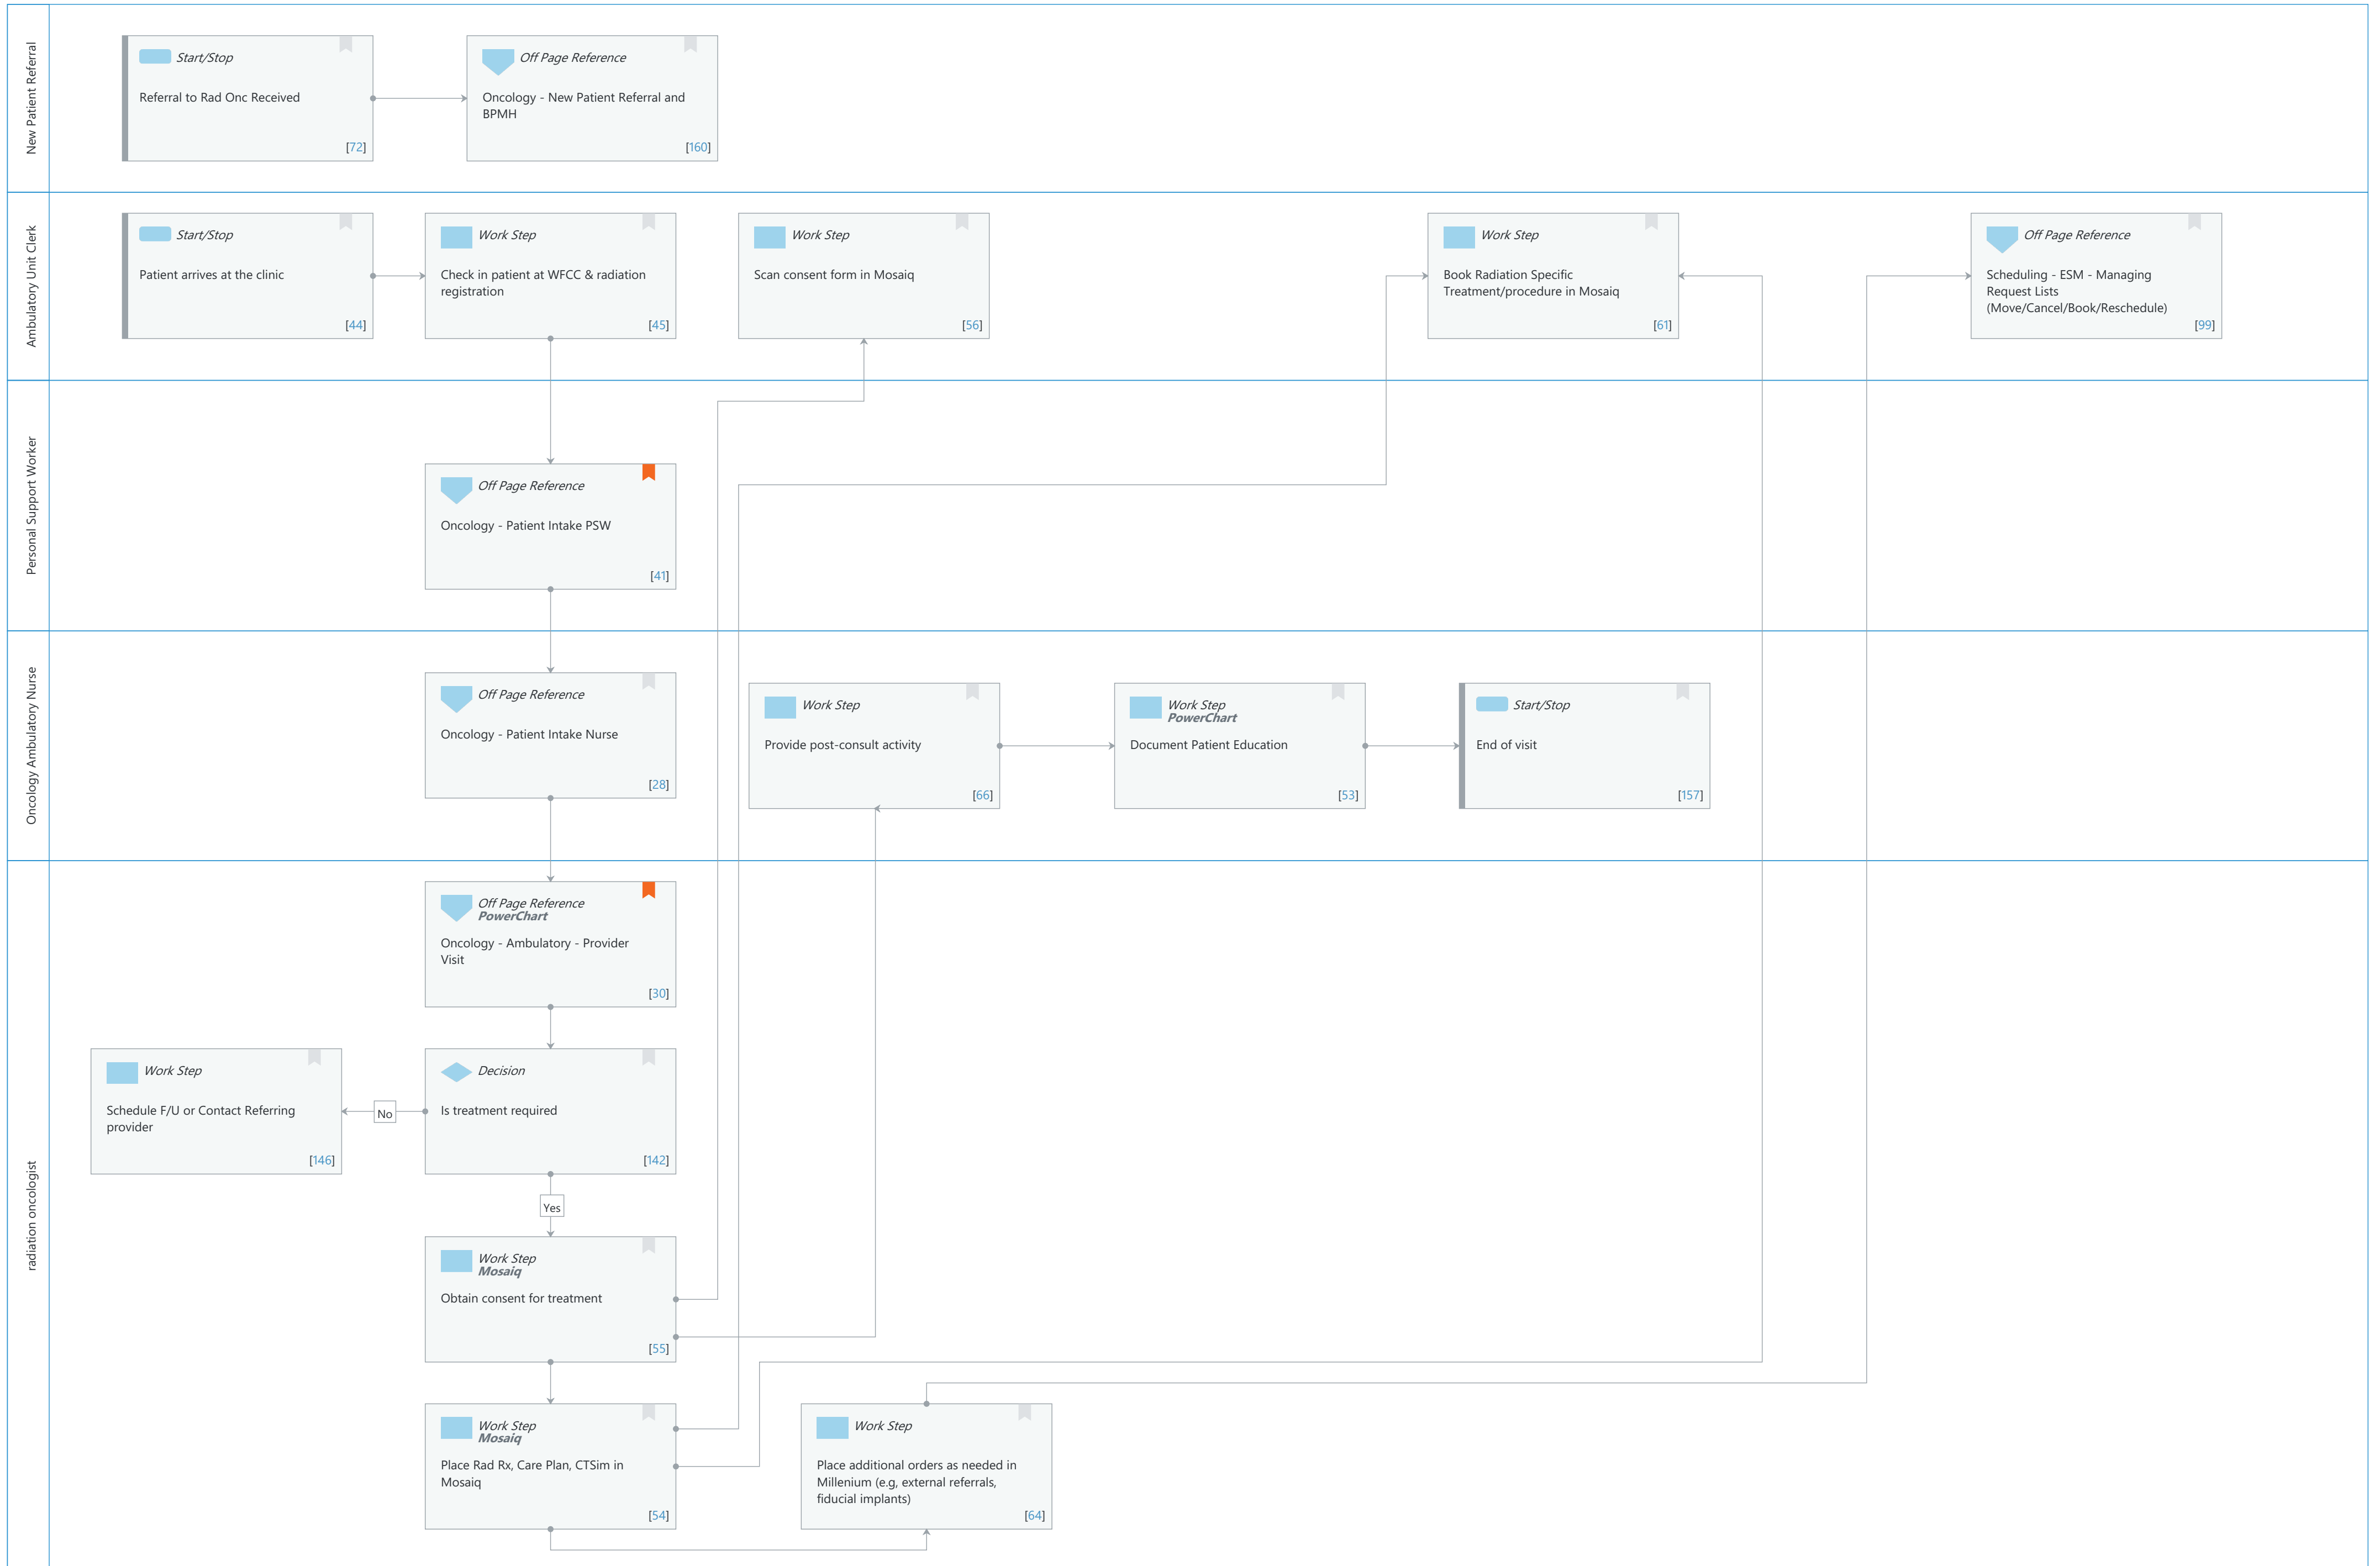 New Patient Referral
Start/Stop
Referral to Rad Onc Received
[72]
Off Page Reference
Oncology - New Patient Referral and
BPMH
[160]
Ambulatory Unit Clerk
Start/Stop
Patient arrives at the clinic
[44]
Work Step
Check in patient at WFCC & radiation
registration
[45]
Work Step
Scan consent form in Mosaiq
[56]
Work Step
Book Radiation Specific
Treatment/procedure in Mosaiq
[61]
Off Page Reference
Scheduling - ESM - Managing
Request Lists
(Move/Cancel/Book/Reschedule)
[99]
Personal Support Worker
Off Page Reference
Oncology - Patient Intake PSW
[41]
Oncology Ambulatory Nurse
Off Page Reference
Oncology - Patient Intake Nurse
[28]
Work Step
Provide post-consult activity
[66]
Work Step
PowerChart
Document Patient Education
[53]
Start/Stop
End of visit
[157]
radiation oncologist
Off Page Reference
PowerChart
Oncology - Ambulatory - Provider
Visit
[30]
Work Step
Schedule F/U or Contact Referring
provider
[146]
No
Decision
Is treatment required
[142]
Yes
Work Step
Mosaiq
Obtain consent for treatment
[55]
Work Step
Mosaiq
Place Rad Rx, Care Plan, CTSim in
Mosaiq
[54]
Work Step
Place additional orders as needed in
Millenium (e.g, external referrals,
fiducial implants)
[64]